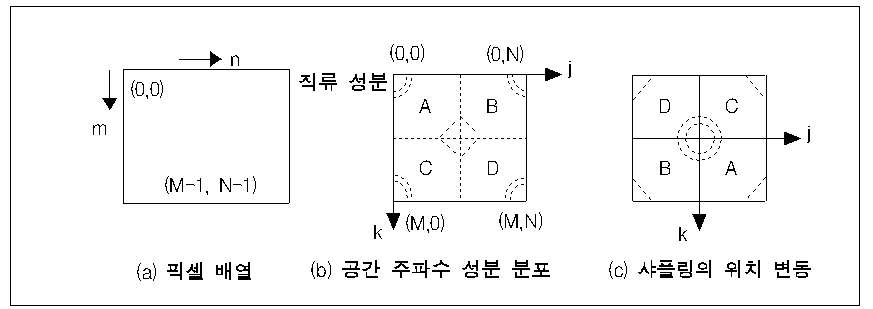 n
(0,0)
m
(M-1, N-1)
(a) 픽셀 배열
(0,0)
(0,N)
j
직류 성분
A
B
C
D
k
(M,0)
(M,N)
(b) 공간 주파수 성분 분포
D
C
j
B
A
k
(c) 샤플링의 위치 변동